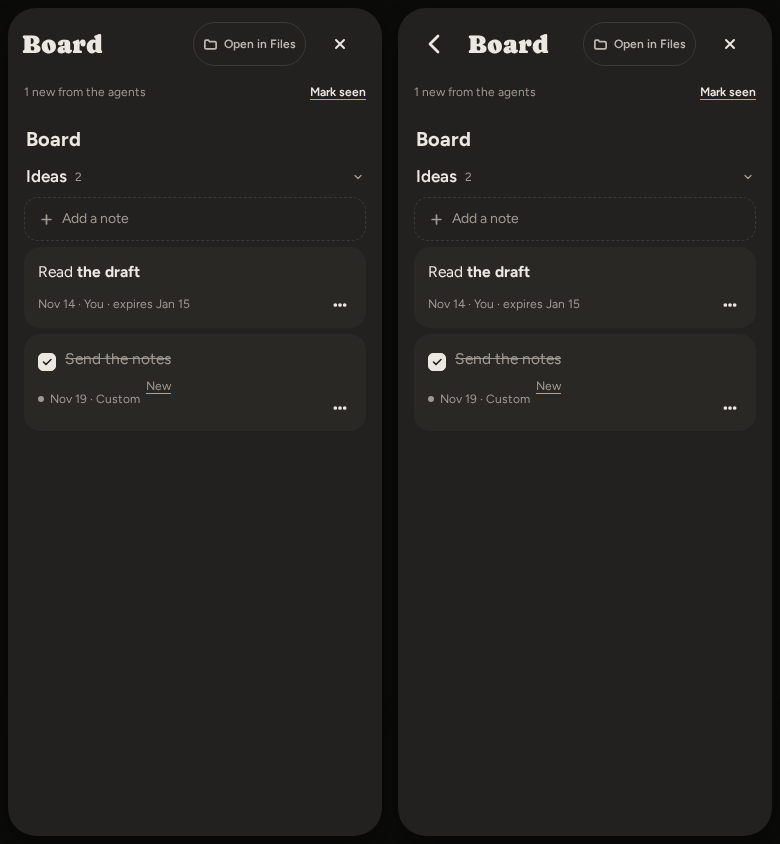 Board
Open in Files
1 new from the agents
Mark seen
Board
Ideas 2
Add a note
Read the draft
Nov 14 · You · expires Jan 15
Send the notes
New
Nov 19 · Custom
Board
Open in Files
1 new from the agents
Mark seen
Board
Ideas 2
Add a note
Read the draft
Nov 14 · You · expires Jan 15
Send the notes
New
Nov 19 · Custom